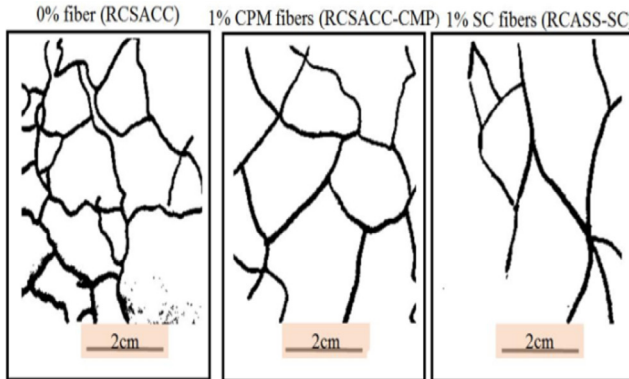 0% fiber (RCSACC)
1% CPM fibers (RCSACC-CMP)
1% SC fibers (RCASS-SC
2cm
2cm
2cm